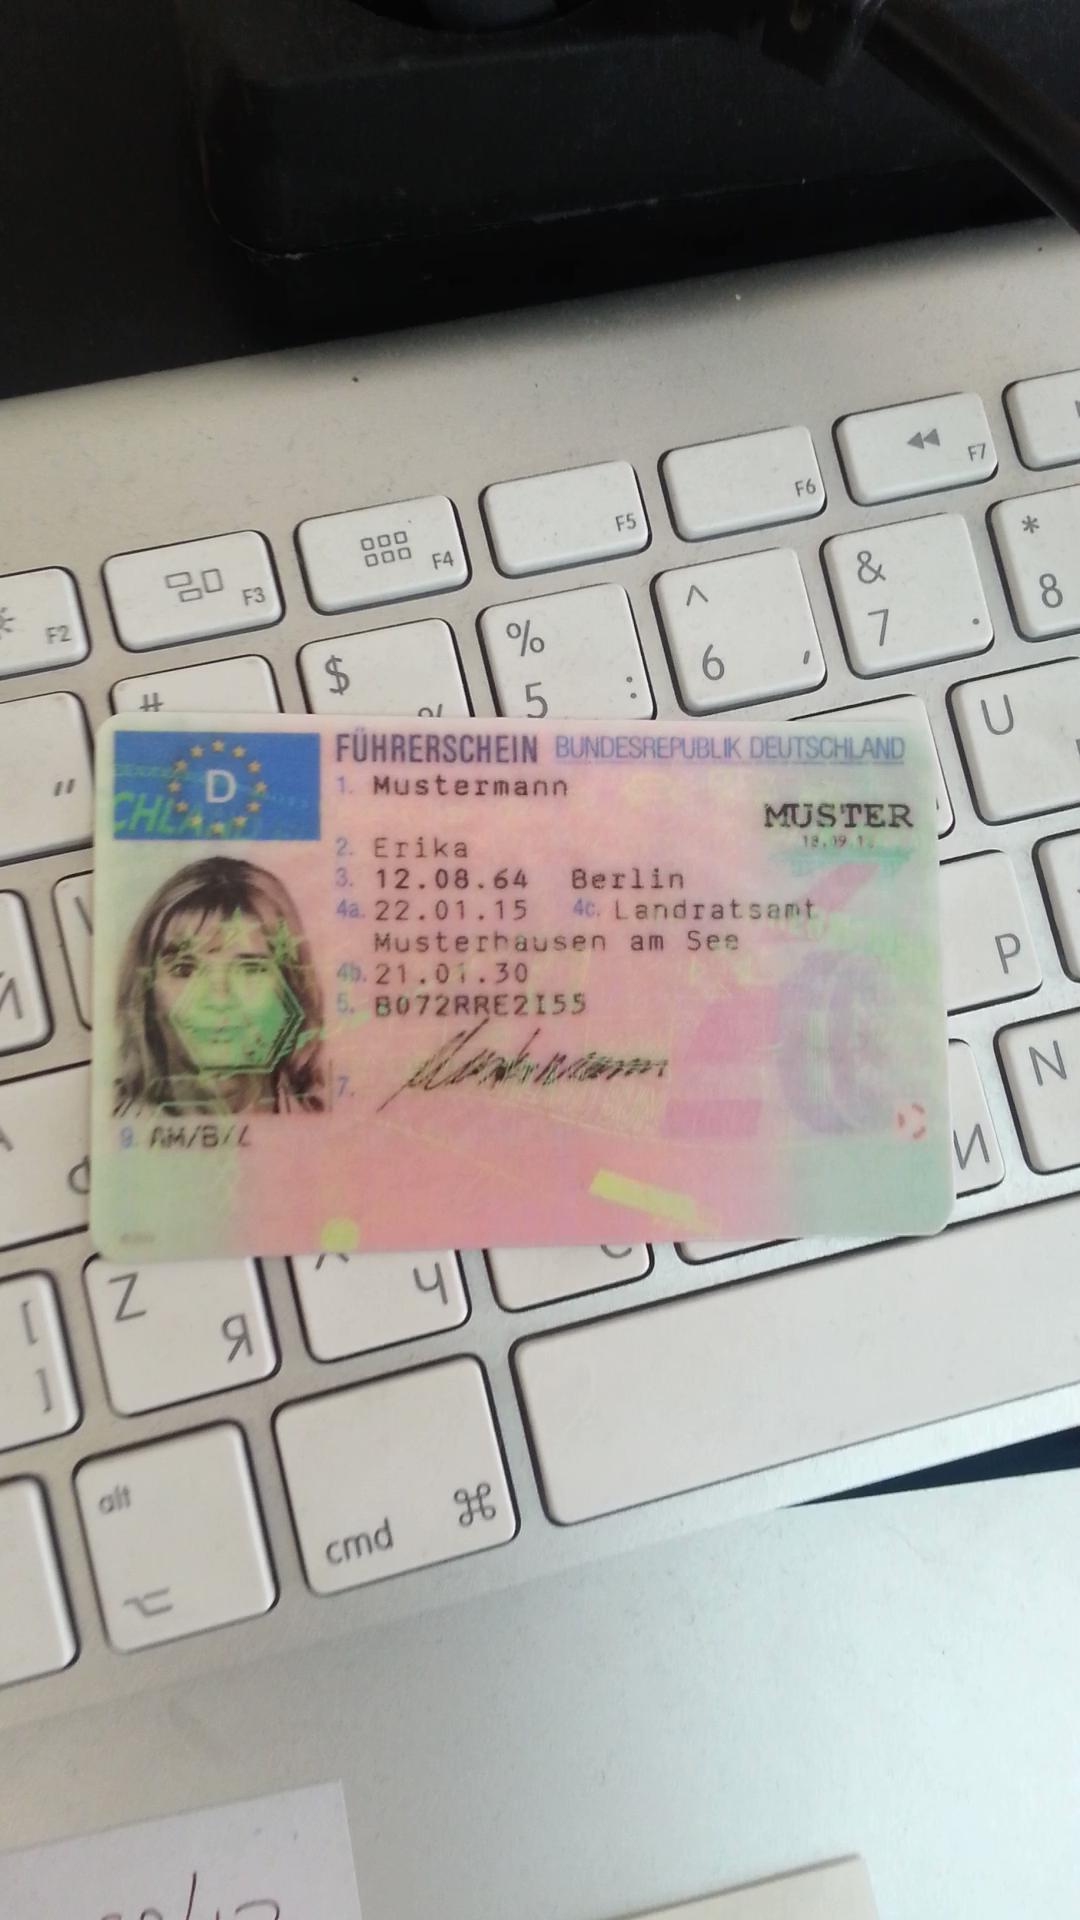 F7
F6
F5
F4
F3
F2
*
8
&
7 .
^
6 ,
%
5 :
$
%
#
U
"
FÜHRERSCHEIN BUNDESREPUBLIK DEUTSCHLAND
D
1. Mustermann
MUSTER
2. Erika
3. 12.08.64 Berlin
4a. 22.01.15 4c. Landratsamt
Musterhausen am See
4b. 21.01.30
5. B072RRE2I55
7.
9. AM/B/L
P
N
И
Z
Я
Ч
alt
cmd